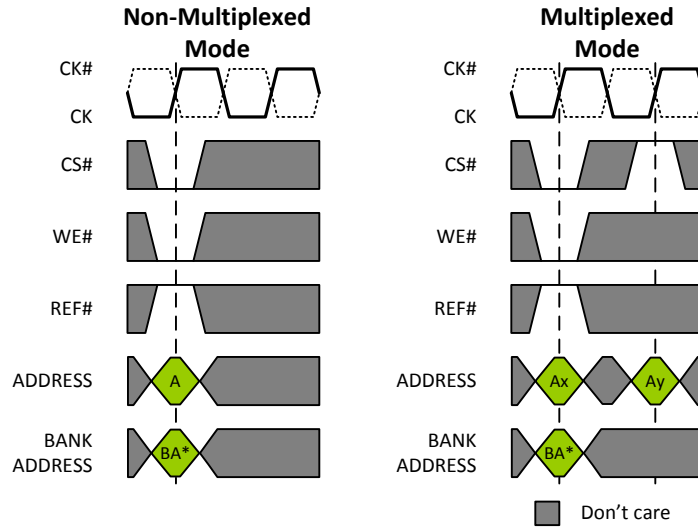 Non-Multiplexed
Mode
Multiplexed
Mode
CK#
CK
CS#
WE#
REF#
ADDRESS
A
BANK
ADDRESS
BA*
CK#
CK
CS#
WE#
REF#
ADDRESS
Ax
Ay
BANK
ADDRESS
BA*
Don't care